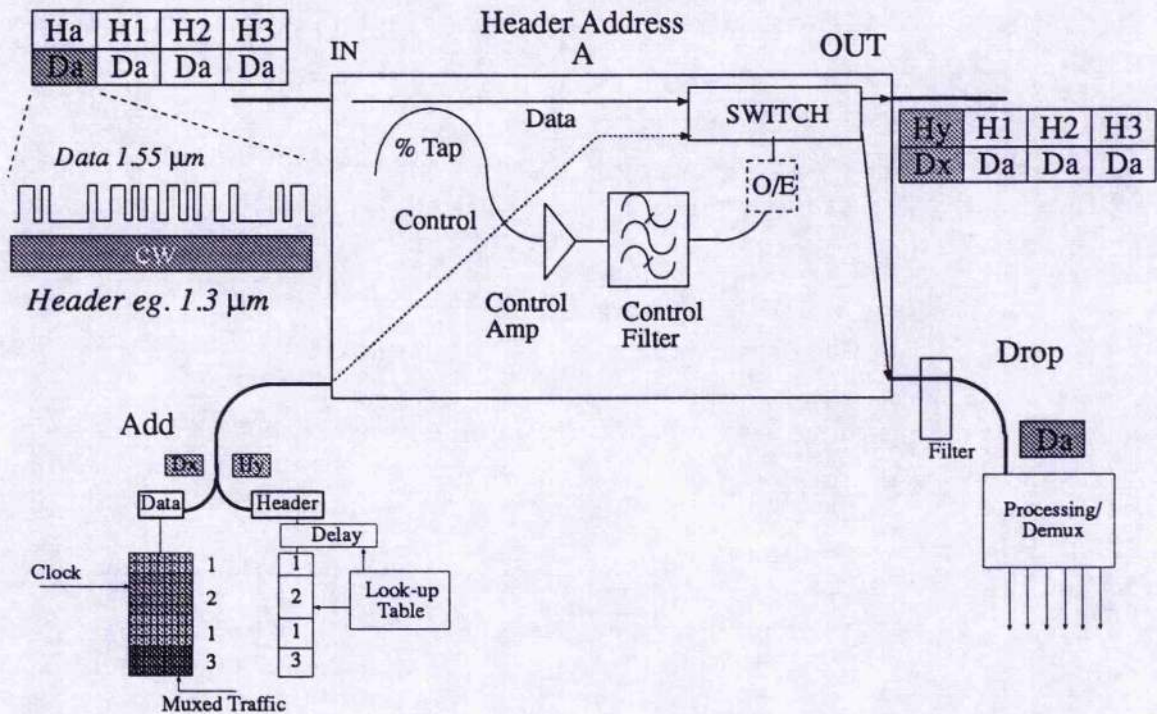 Header Address
A
IN
OUT
Ha H1 H2 H3
Da Da Da Da
Data 1.55 µm
CW
Header eg. 1.3 µm
% Tap
Data
SWITCH
O/E
Control
Control
Amp
Control
Filter
Hy H1 H2 H3
Dx Da Da Da
Add
Dx
Hy
Data
Header
Delay
Clock
1
2
1
3
1
2
1
3
Look-up
Table
Muxed Traffic
Drop
Filter
Da
Processing/
Demux